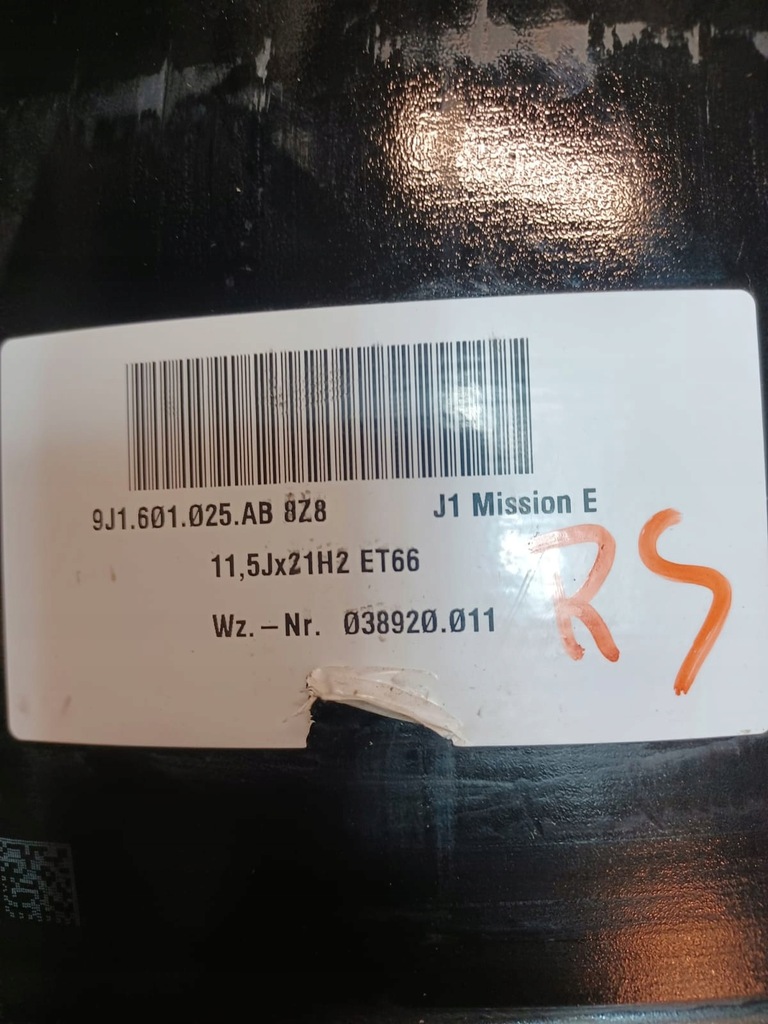 9J1.601.025.AB 8Z8
J1 Mission E
11,5Jx21H2 ET66
Wz.-Nr. 038920.011
RS